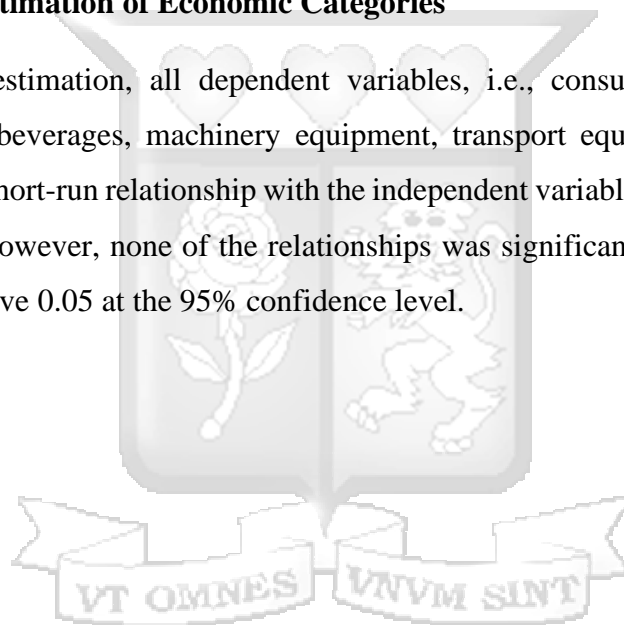 timation of Economic Categories
estimation, all dependent variables, i.e., consu
beverages, machinery equipment, transport equ
hort-run relationship with the independent variabl
owever, none of the relationships was significan
ve 0.05 at the 95% confidence level.
VT OMNES VNVM SINT